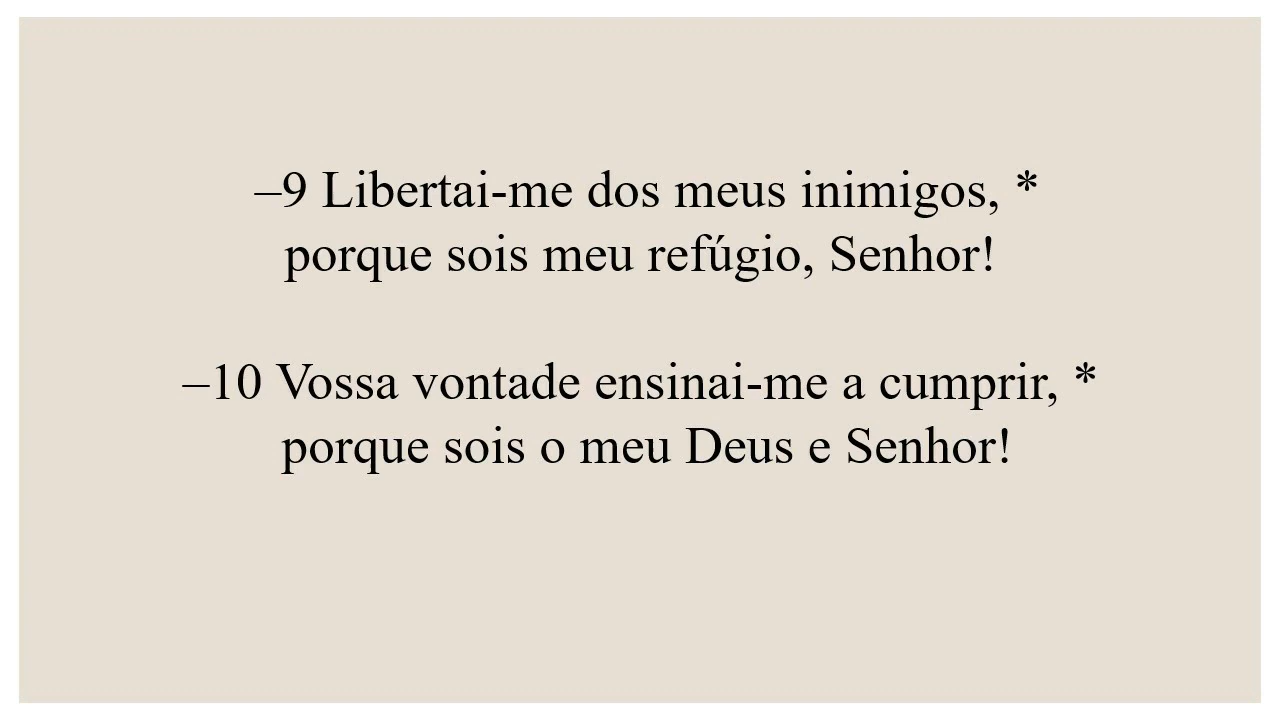 –9 Libertai-me dos meus inimigos, *
porque sois meu refúgio, Senhor!
–10 Vossa vontade ensinai-me a cumprir, *
porque sois o meu Deus e Senhor!